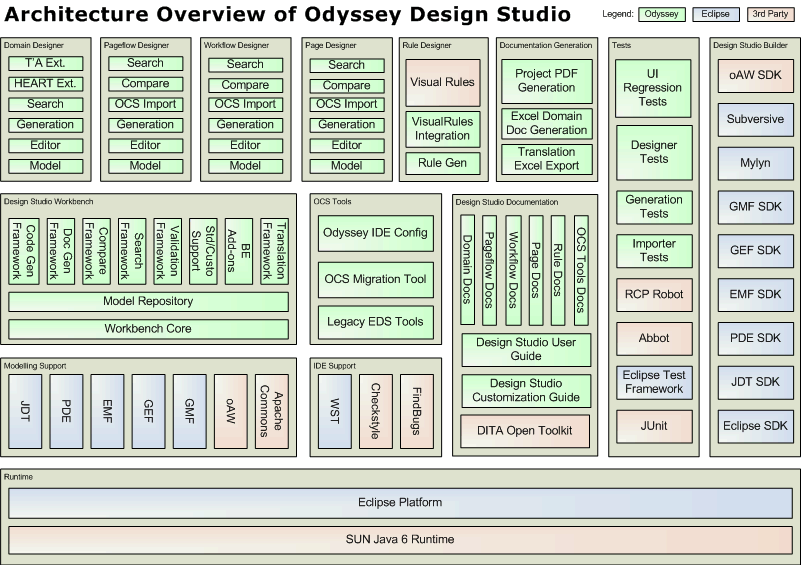 Architecture Overview of Odyssey Design Studio
Legend: Odyssey Eclipse 3rd Party
Domain Designer
T'A Ext.
HEART Ext.
Search
Generation
Editor
Model
Pageflow Designer
Search
Compare
OCS Import
Generation
Editor
Model
Workflow Designer
Search
Compare
OCS Import
Generation
Editor
Model
Page Designer
Search
Compare
OCS Import
Generation
Editor
Model
Rule Designer
Visual Rules
VisualRules
Integration
Rule Gen
Documentation Generation
Project PDF
Generation
Excel Domain
Doc Generation
Translation
Excel Export
Tests
UI
Regression
Tests
Designer
Tests
Generation
Tests
Importer
Tests
RCP Robot
Abbot
Eclipse Test
Framework
JUnit
Design Studio Builder
oAW SDK
Subversive
Mylyn
GMF SDK
GEF SDK
EMF SDK
PDE SDK
JDT SDK
Eclipse SDK
Design Studio Workbench
Code Gen
Framework
Doc Gen
Framework
Compare
Framework
Search
Framework
Validation
Framework
Std/Custo
Support
BE
Add-ons
Translation
Framework
Model Repository
Workbench Core
OCS Tools
Odyssey IDE Config
OCS Migration Tool
Legacy EDS Tools
Design Studio Documentation
Domain Docs
Pageflow Docs
Workflow Docs
Page Docs
Rule Docs
OCS Tools Docs
Design Studio User
Guide
Design Studio
Customization Guide
DITA Open Toolkit
Modelling Support
JDT
PDE
EMF
GEF
GMF
oAW
Apache
Commons
IDE Support
WST
Checkstyle
FindBugs
Runtime
Eclipse Platform
SUN Java 6 Runtime